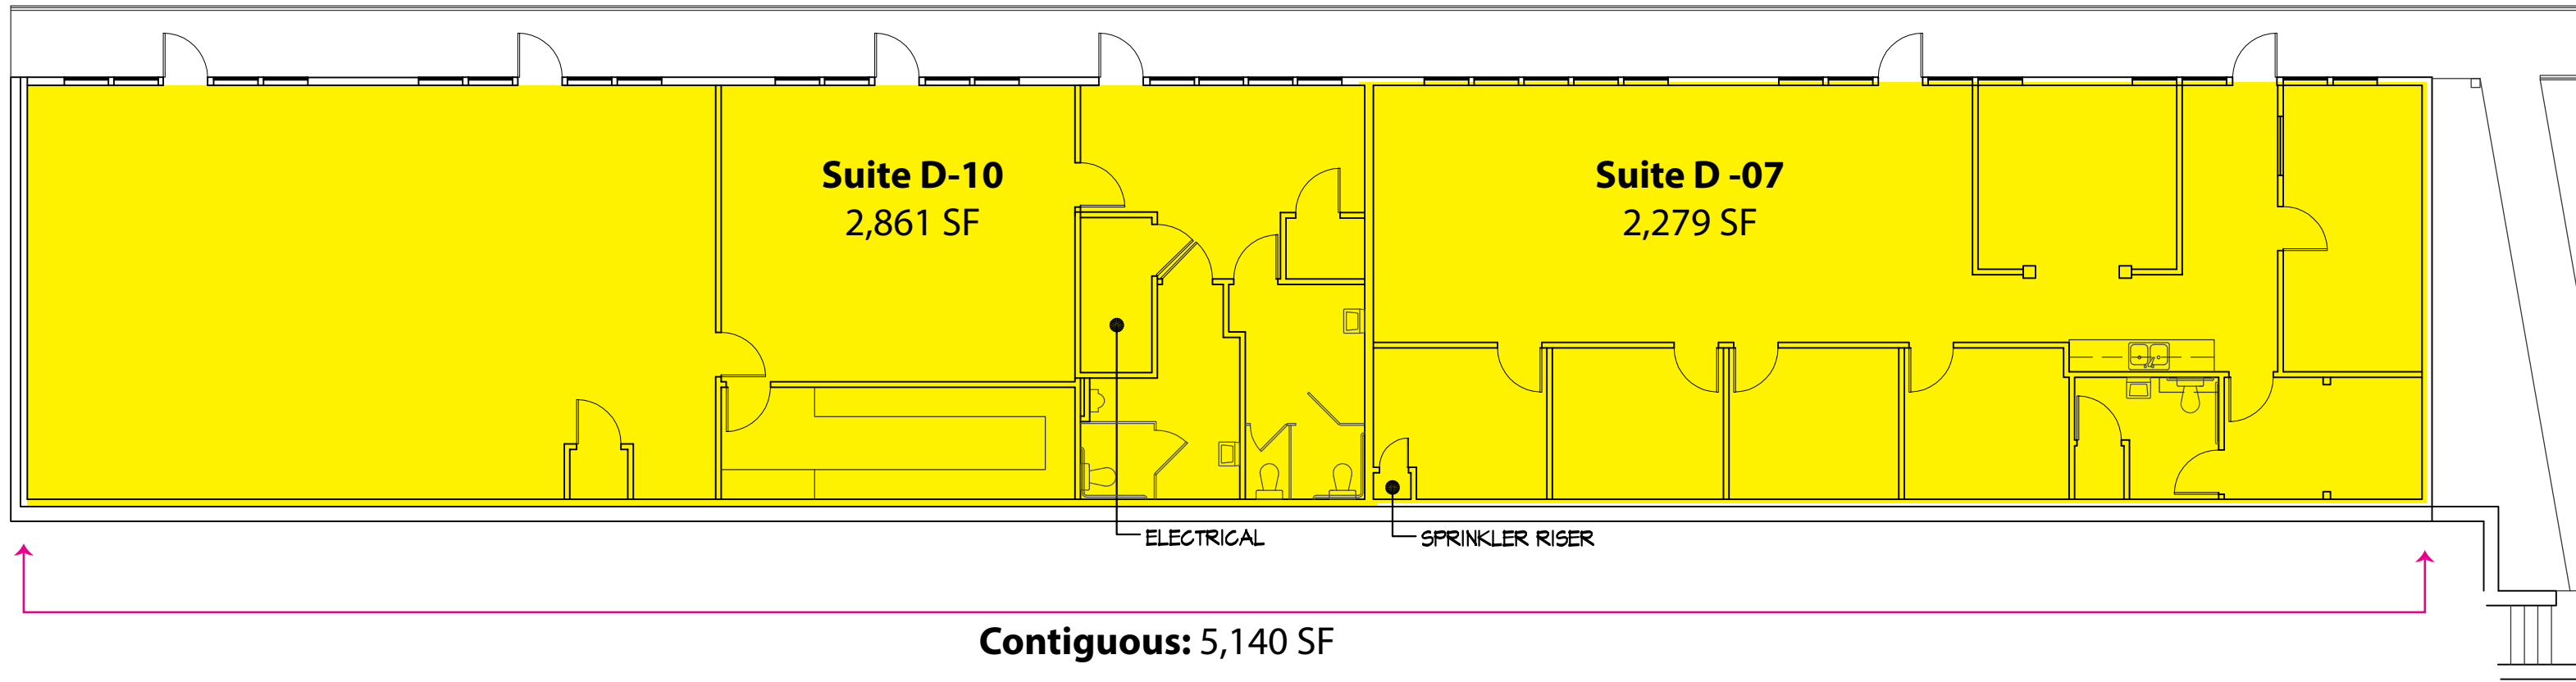 Suite D-10
2,861 SF
Suite D -07
2,279 SF
ELECTRICAL
SPRINKLER RISER
Contiguous: 5,140 SF